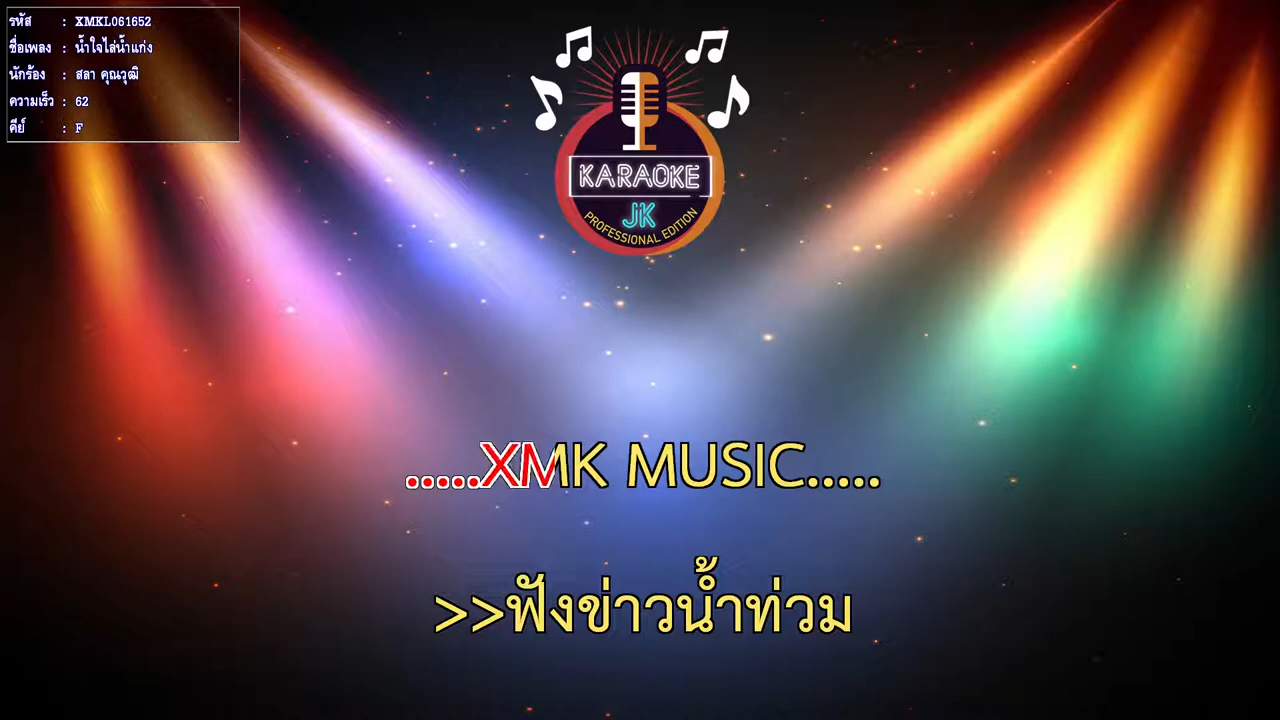 รหัส : XMKL061652
ชื่อเพลง : น้ำใจไล่น้ำแก่ง
นักร้อง : สลา คุณวุฒิ
ความเร็ว : 62
คีย์ : F
KARAOKE
JK
PROFESSIONAL EDITION
.....XMK MUSIC.....
>>ฟังข่าวน้ำท่วม